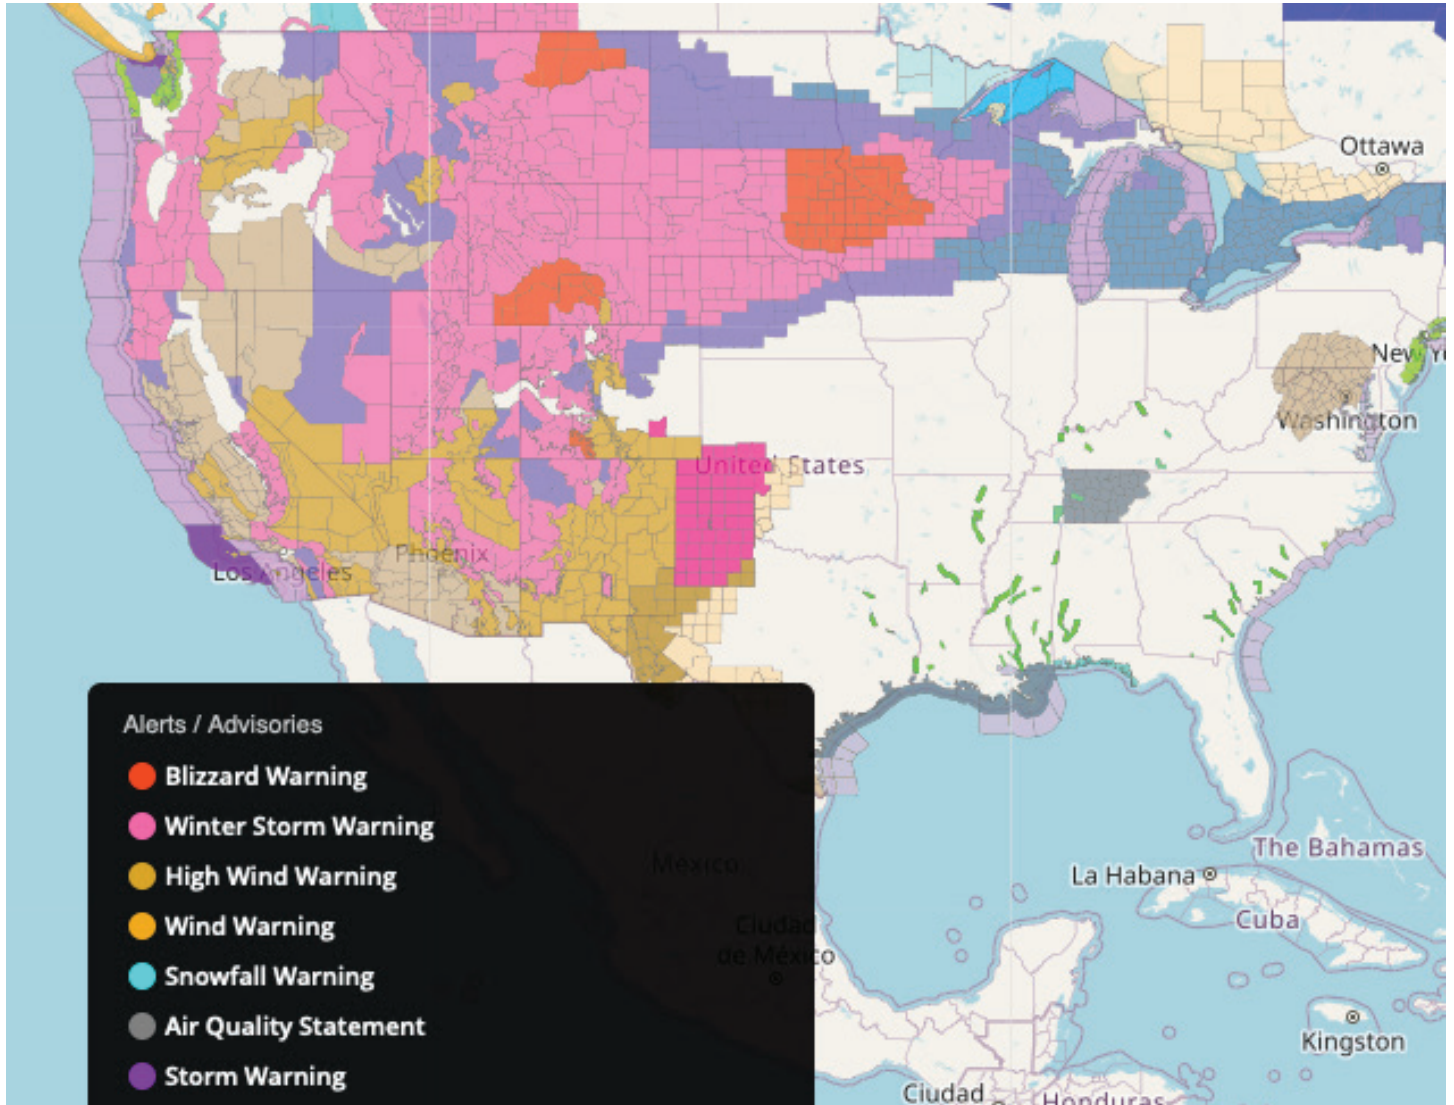 Ottawa
New Yo
Washington
United States
Phoenix
Los Angeles
Alerts / Advisories
Blizzard Warning
Winter Storm Warning
High Wind Warning
Wind Warning
Snowfall Warning
Air Quality Statement
Storm Warning
México
Ciudad
de México
The Bahamas
La Habana
Cuba
Kingston
Ciudad
Honduras